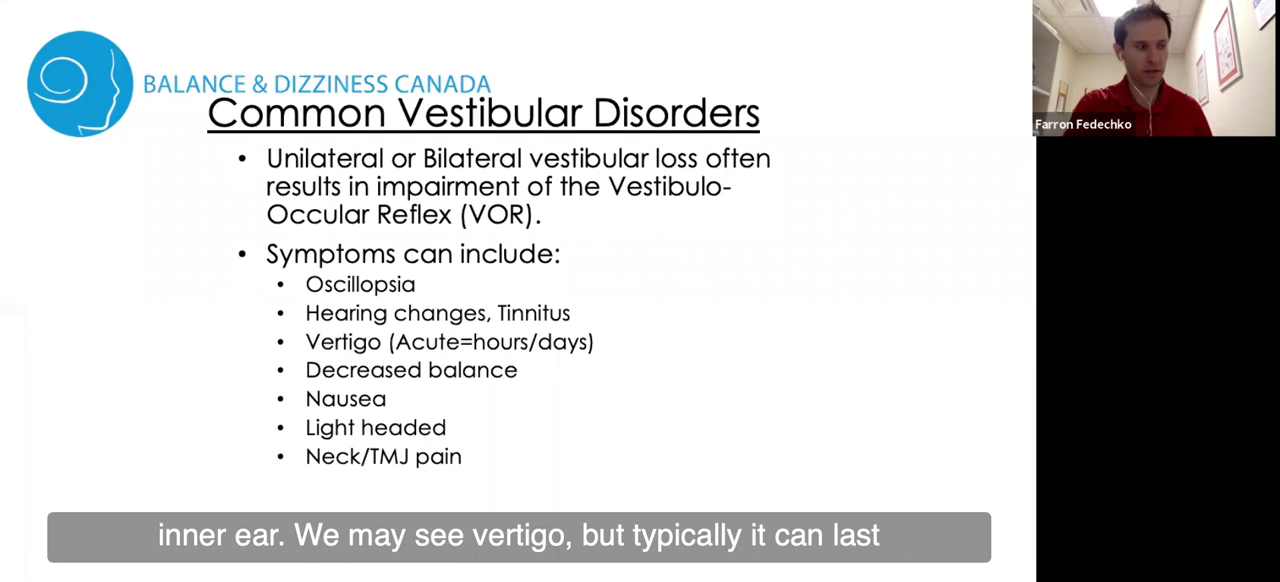 BALANCE & DIZZINESS CANADA
Common Vestibular Disorders
• Unilateral or Bilateral vestibular loss often
results in impairment of the Vestibulo-
Occular Reflex (VOR).
• Symptoms can include:
• Oscillopsia
• Hearing changes, Tinnitus
• Vertigo (Acute=hours/days)
• Decreased balance
• Nausea
• Light headed
• Neck/TMJ pain
inner ear. We may see vertigo, but typically it can last
Farron Fedechko